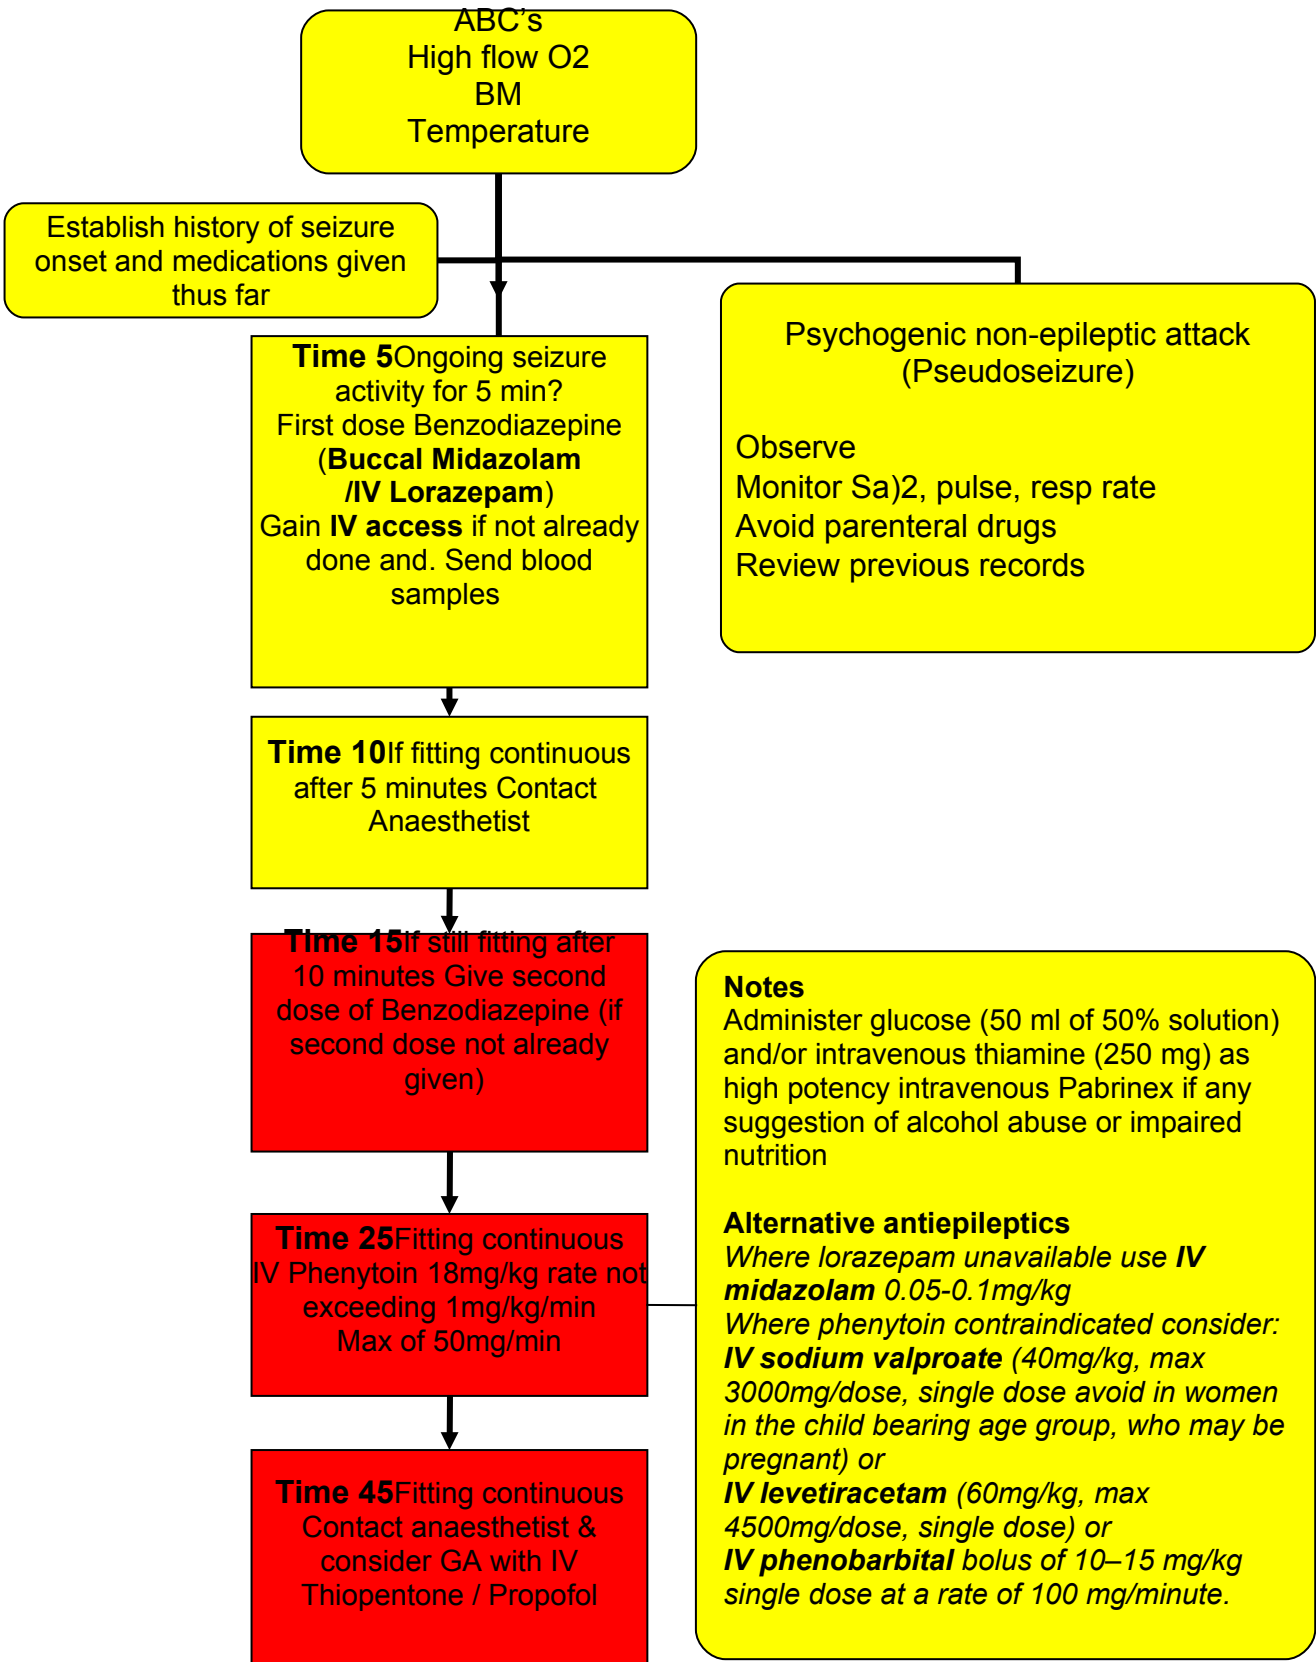 ABC’s
High flow O2
BM
Temperature
Establish history of seizure
onset and medications given
thus far
Psychogenic non-epileptic attack
(Pseudoseizure)
Observe
Monitor Sa)2, pulse, resp rate
Avoid parenteral drugs
Review previous records
Time 5Ongoing seizure
activity for 5 min?
First dose Benzodiazepine
(Buccal Midazolam
/IV Lorazepam)
Gain IV access if not already
done and. Send blood
samples
Time 10If fitting continuous
after 5 minutes Contact
Anaesthetist
Time 15If still fitting after
10 minutes Give second
dose of Benzodiazepine (if
second dose not already
given)
Time 25Fitting continuous
IV Phenytoin 18mg/kg rate not
exceeding 1mg/kg/min
Max of 50mg/min
Time 45Fitting continuous
Contact anaesthetist &
consider GA with IV
Thiopentone / Propofol
Notes
Administer glucose (50 ml of 50% solution)
and/or intravenous thiamine (250 mg) as
high potency intravenous Pabrinex if any
suggestion of alcohol abuse or impaired
nutrition
Alternative antiepileptics
Where lorazepam unavailable use IV
midazolam 0.05-0.1mg/kg
Where phenytoin contraindicated consider:
IV sodium valproate (40mg/kg, max
3000mg/dose, single dose avoid in women
in the child bearing age group, who may be
pregnant) or
IV levetiracetam (60mg/kg, max
4500mg/dose, single dose) or
IV phenobarbital bolus of 10–15 mg/kg
single dose at a rate of 100 mg/minute.